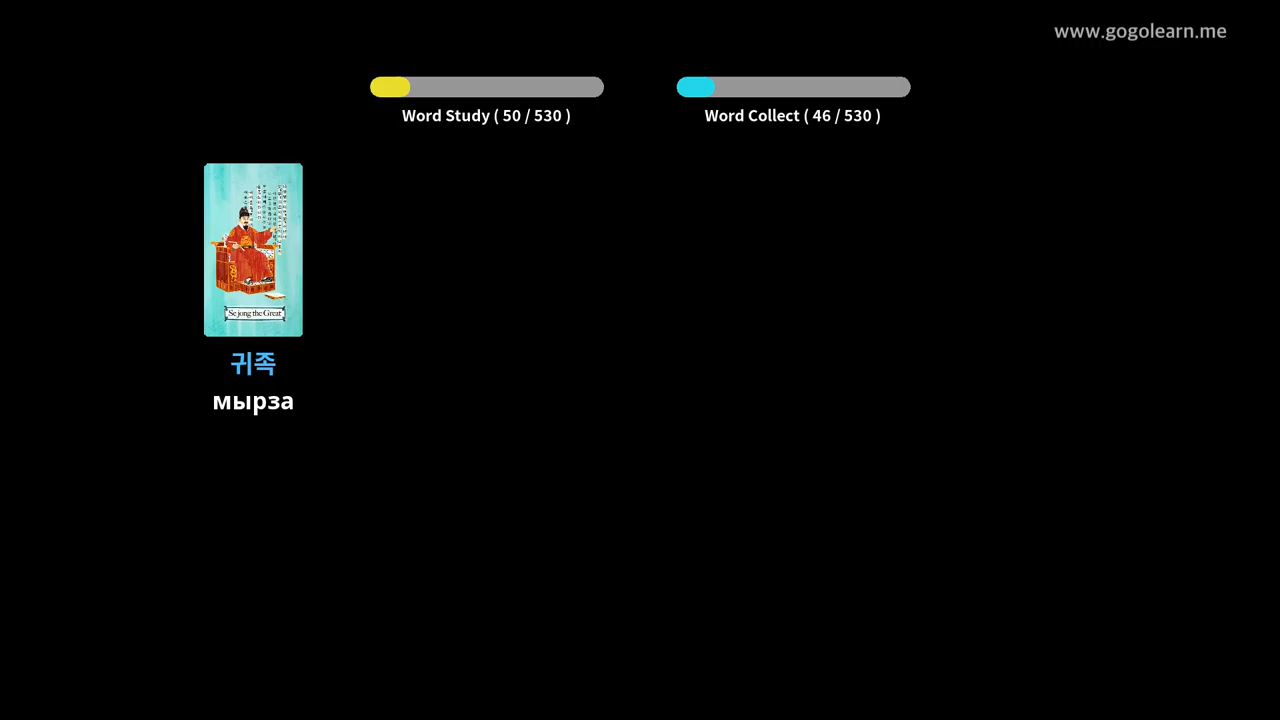 www.gogolearn.me
Word Study ( 50 / 530 )
Word Collect ( 46 / 530 )
Sejong the Great
귀족
мырза